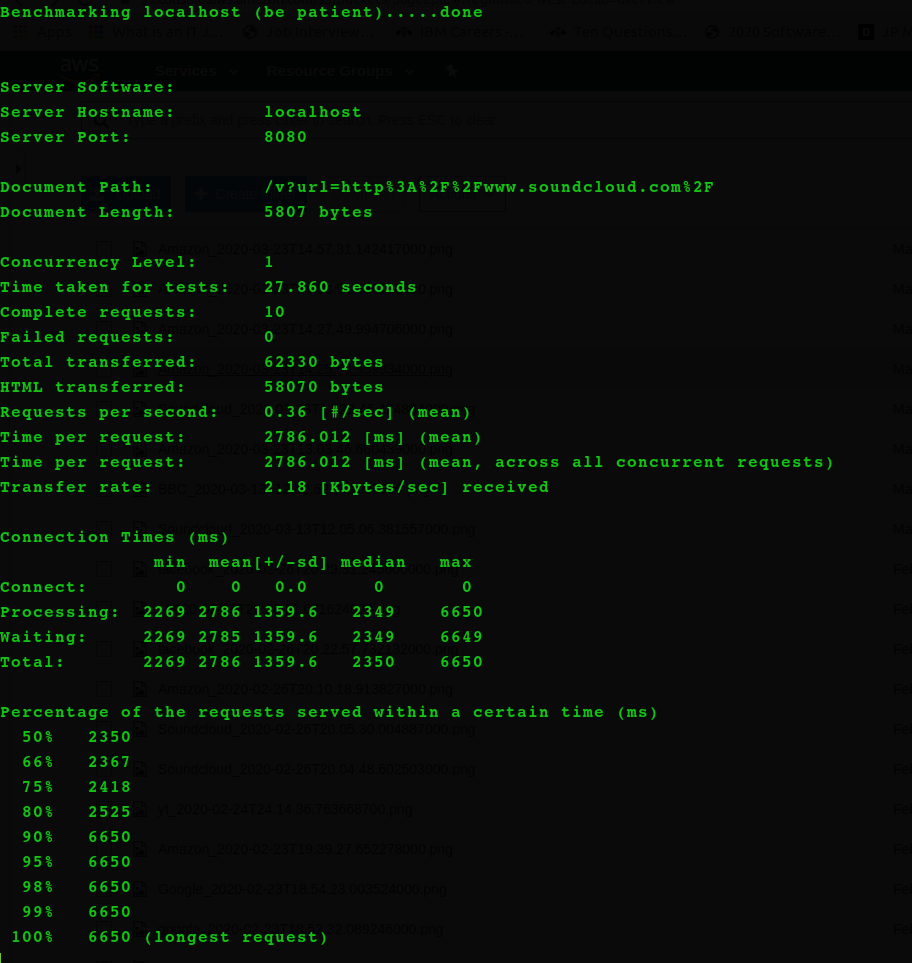 Benchmarking localhost (be patient).....done
Server Software:
Server Hostname:        localhost
Server Port:            8080
Document Path:          /v?url=http%3A%2F%2Fwww.soundcloud.com%2F
Document Length:        5807 bytes
Concurrency Level:      1
Time taken for tests:   27.860 seconds
Complete requests:      10
Failed requests:        0
Total transferred:      62330 bytes
HTML transferred:       58070 bytes
Requests per second:    0.36 [#/sec] (mean)
Time per request:       2786.012 [ms] (mean)
Time per request:       2786.012 [ms] (mean, across all concurrent requests)
Transfer rate:          2.18 [Kbytes/sec] received
Connection Times (ms)
              min  mean[+/-sd] median   max
Connect:        0    0   0.0      0       0
Processing:  2269 2786 1359.6   2349    6650
Waiting:     2269 2785 1359.6   2349    6649
Total:       2269 2786 1359.6   2350    6650
Percentage of the requests served within a certain time (ms)
  50%   2350
  66%   2367
  75%   2418
  80%   2525
  90%   6650
  95%   6650
  98%   6650
  99%   6650
 100%   6650 (longest request)